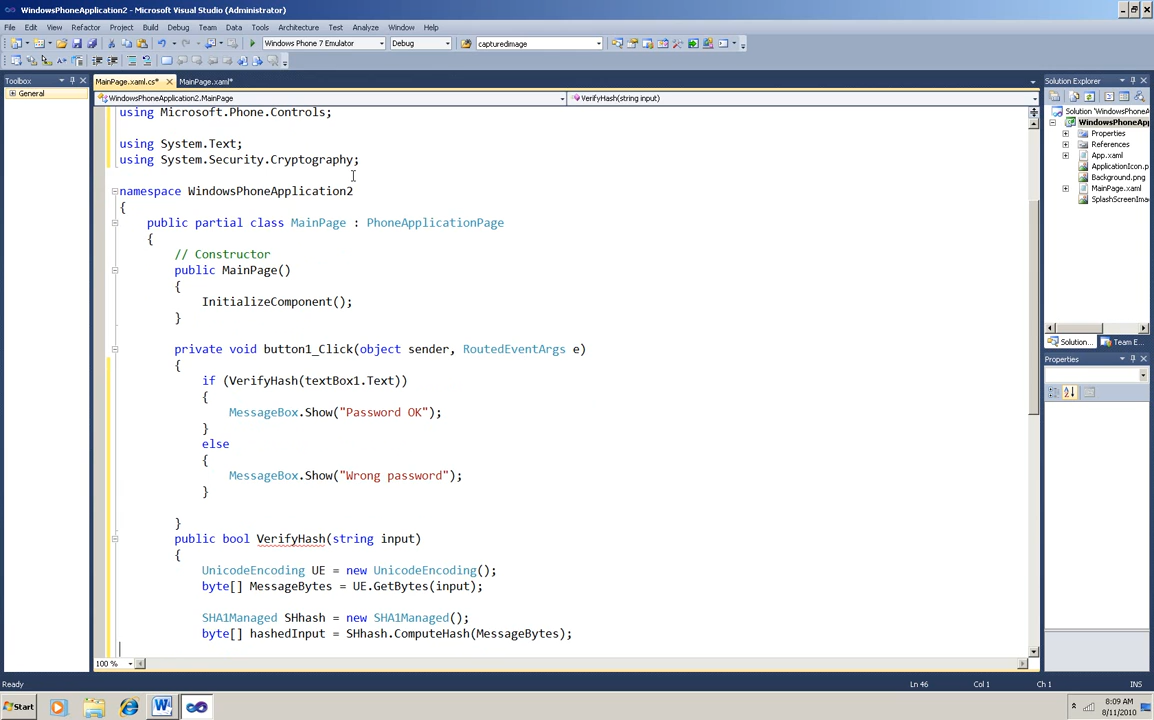 WindowsPhoneApplication2 - Microsoft Visual Studio (Administrator)
File Edit View Refactor Project Build Debug Team Data Tools Architecture Test Analyze Window Help
Windows Phone 7 Emulator Debug capturedimage
Toolbox
MainPage.xaml.cs* MainPage.xaml*
Solution Explorer
General
WindowsPhoneApplication2.MainPage VerifyHash(string input)
Solution 'WindowsPhoneA
WindowsPhoneApp
Properties
References
App.xaml
ApplicationIcon.p
Background.png
MainPage.xaml
SplashScreenIma
using Microsoft.Phone.Controls;
using System.Text;
using System.Security.Cryptography;
namespace WindowsPhoneApplication2
{
public partial class MainPage : PhoneApplicationPage
{
// Constructor
public MainPage()
{
InitializeComponent();
}
private void button1_Click(object sender, RoutedEventArgs e)
{
if (VerifyHash(textBox1.Text))
{
MessageBox.Show("Password OK");
}
else
{
MessageBox.Show("Wrong password");
}
}
public bool VerifyHash(string input)
{
UnicodeEncoding UE = new UnicodeEncoding();
byte[] MessageBytes = UE.GetBytes(input);
SHA1Managed SHhash = new SHA1Managed();
byte[] hashedInput = SHhash.ComputeHash(MessageBytes);
Solution... Team E...
Properties
100 %
Ready Ln 46 Col 1 Ch 1 INS
Start
8:09 AM
8/11/2010